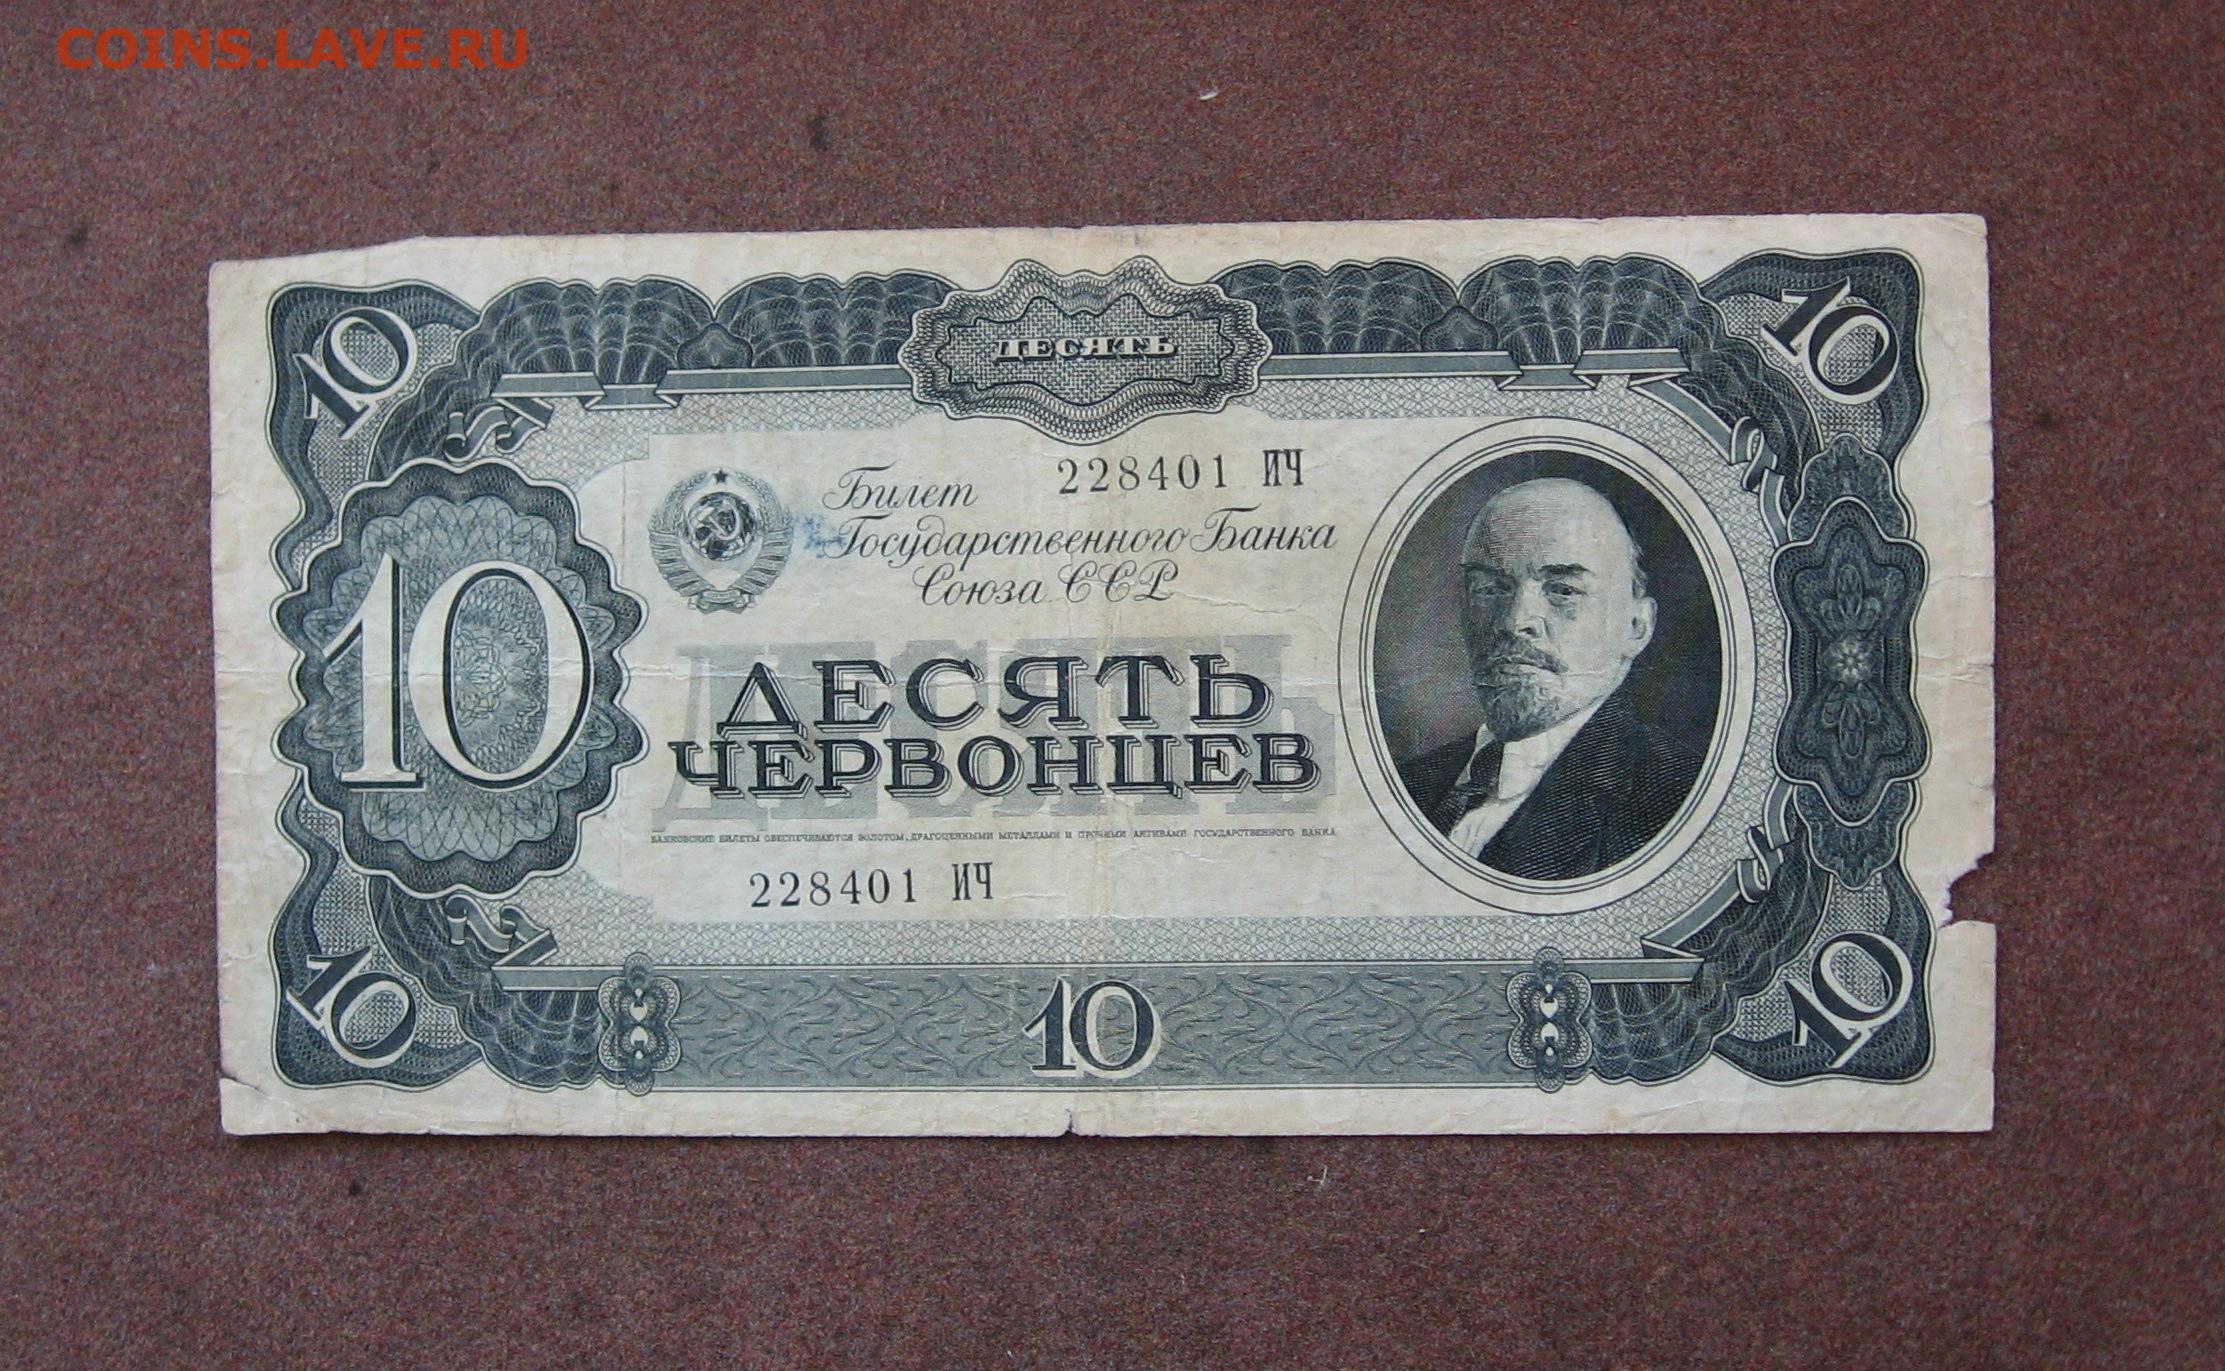 COINS.LAVE.RU
10
ДЕСЯТЬ
10
Билет
228401 ИЧ
Государственного Банка
Союза ССР
10
ДЕСЯТЬ
ДЕСЯТЬ
ЧЕРВОНЦЕВ
БАНКОВСКИЕ БИЛЕТЫ ОБЕСПЕЧИВАЮТСЯ ЗОЛОТОМ, ДРАГОЦЕННЫМИ МЕТАЛЛАМИ И ПРОЧИМИ АКТИВАМИ ГОСУДАРСТВЕННОГО БАНКА
228401 ИЧ
10
10
10